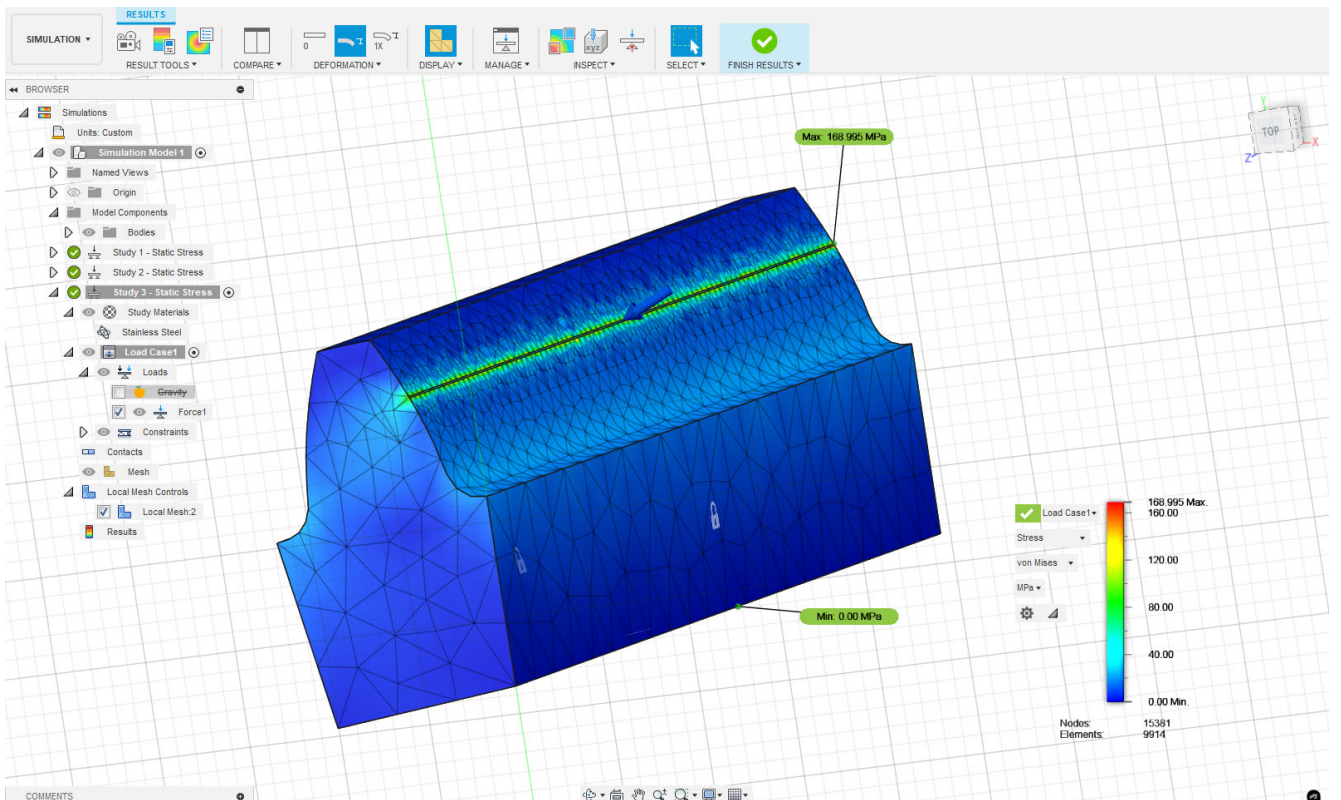 RESULTS
SIMULATION
0
1X
xyz
RESULT TOOLS
COMPARE
DEFORMATION
DISPLAY
MANAGE
INSPECT
SELECT
FINISH RESULTS
BROWSER
Simulations
Units: Custom
Simulation Model 1
Named Views
Origin
Model Components
Bodies
Study 1 - Static Stress
Study 2 - Static Stress
Study 3 - Static Stress
Study Materials
Stainless Steel
Load Case1
Loads
Gravity
Force1
Constraints
Contacts
Mesh
Local Mesh Controls
Local Mesh:2
Results
Max: 168.995 MPa
Min: 0.00 MPa
Y
TOP
Z
X
Load Case1
Stress
von Mises
MPa
168.995 Max.
160.00
120.00
80.00
40.00
0.00 Min.
Nodes: 15381
Elements: 9914
COMMENTS